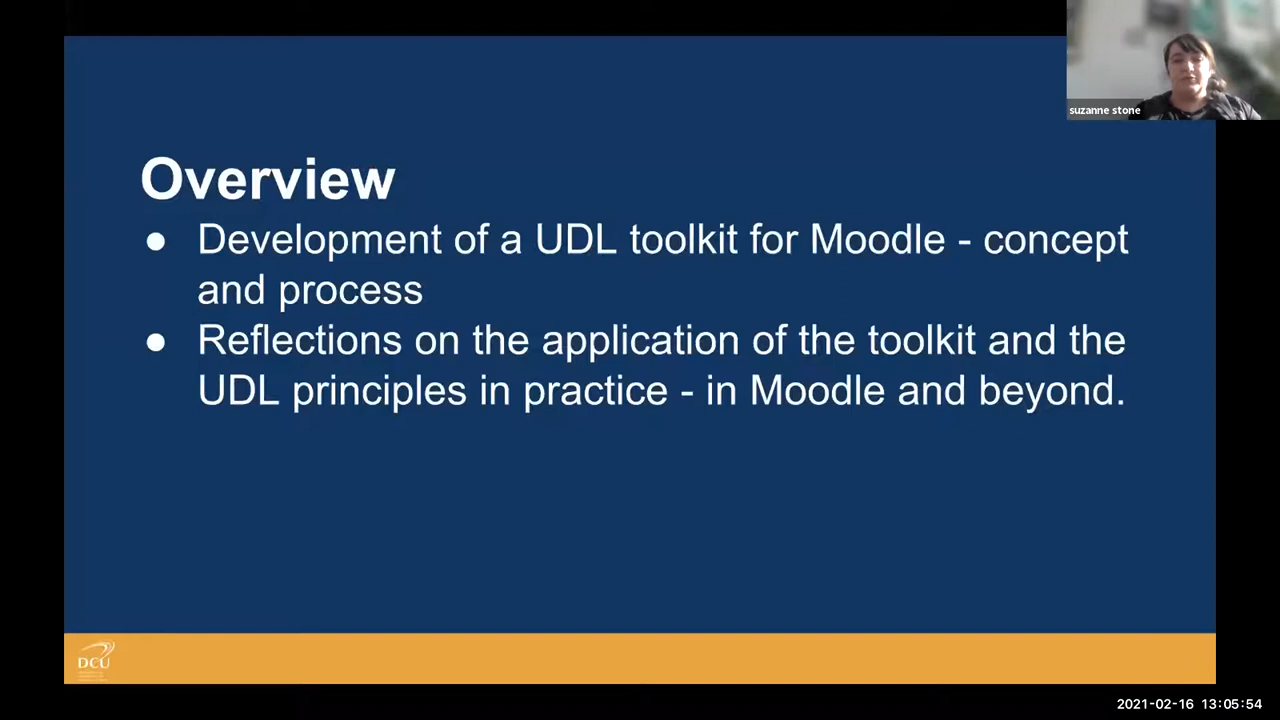 suzanne stone
Overview
● Development of a UDL toolkit for Moodle - concept
and process
● Reflections on the application of the toolkit and the
UDL principles in practice - in Moodle and beyond.
DCU
2021-02-16 13:05:54